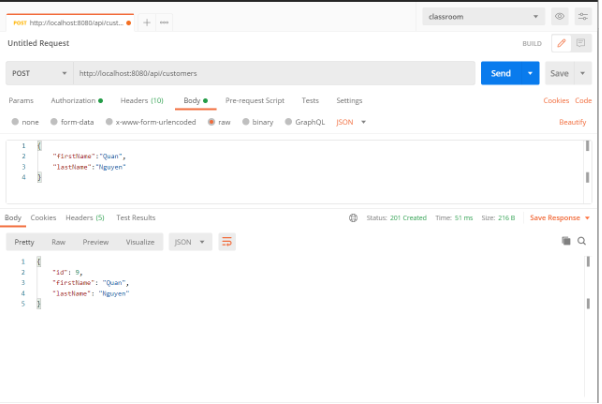 POST http://localhost:8080/api/cust... + ••• classroom
Untitled Request BUILD
POST http://localhost:8080/api/customers Send Save
Params Authorization Headers (10) Body Pre-request Script Tests Settings Cookies Code
none form-data x-www-form-urlencoded raw binary GraphQL JSON Beautify
1 {
2 "firstName":"Quan",
3 "lastName":"Nguyen"
4 }
Body Cookies Headers (5) Test Results Status: 201 Created Time: 51 ms Size: 216 B Save Response
Pretty Raw Preview Visualize JSON
1 {
2 "id": 9,
3 "firstName": "Quan",
4 "lastName": "Nguyen"
5 }